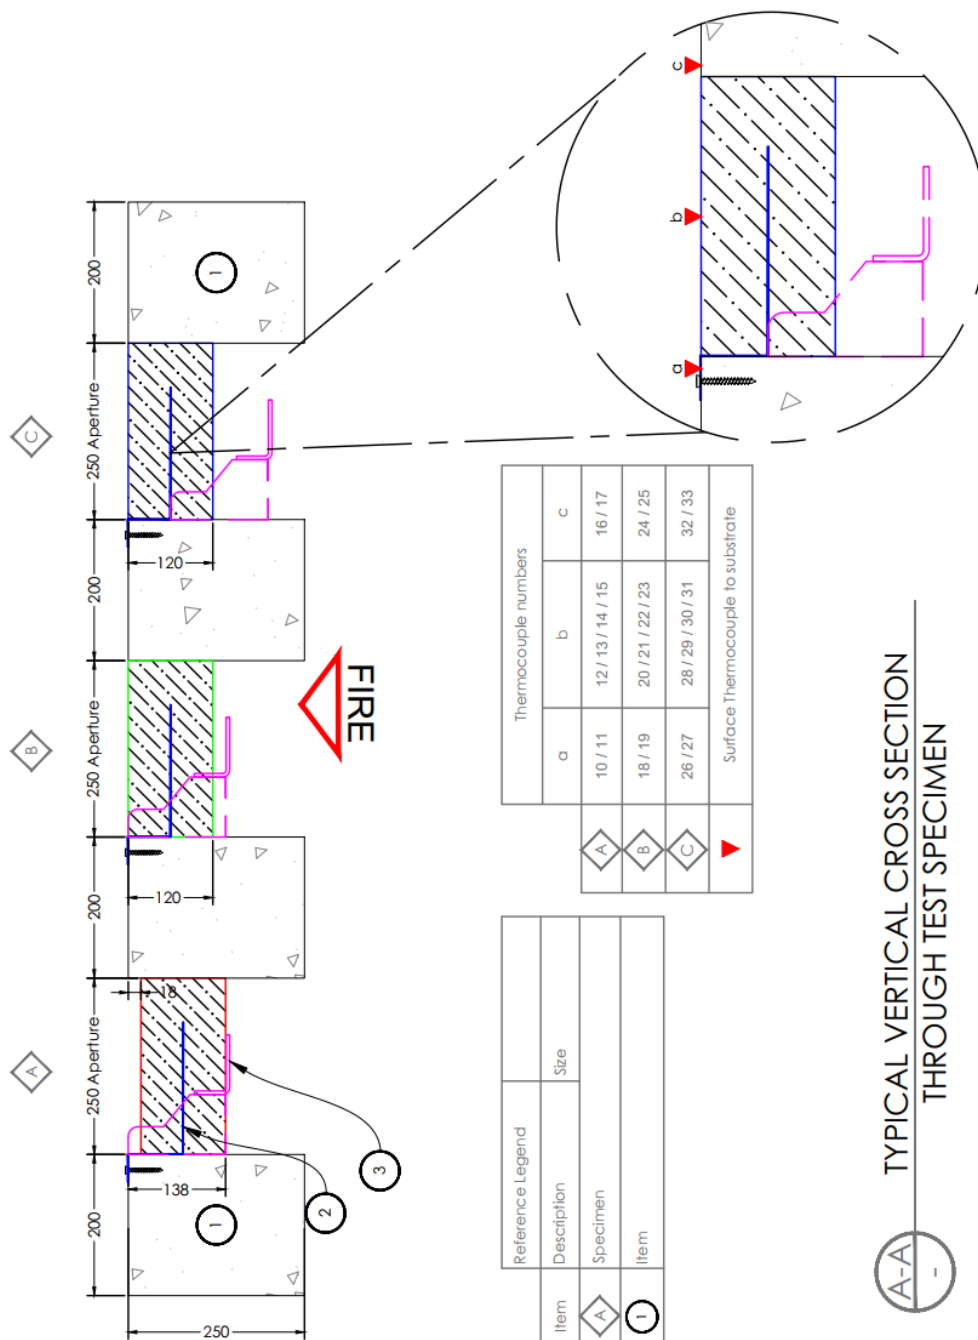 200
250 Aperture
200
250 Aperture
200
250 Aperture
200
A
B
C
250
138
18
120
120
1
1
2
3
FIRE
a
b
c
Reference Legend
Item
Description
Size
A
Specimen
1
Item
Thermocouple numbers
a
b
c
A
10 / 11
12 / 13 / 14 / 15
16 / 17
B
18 / 19
20 / 21 / 22 / 23
24 / 25
C
26 / 27
28 / 29 / 30 / 31
32 / 33
Surface Thermocouple to substrate
A-A
-
TYPICAL VERTICAL CROSS SECTION
THROUGH TEST SPECIMEN